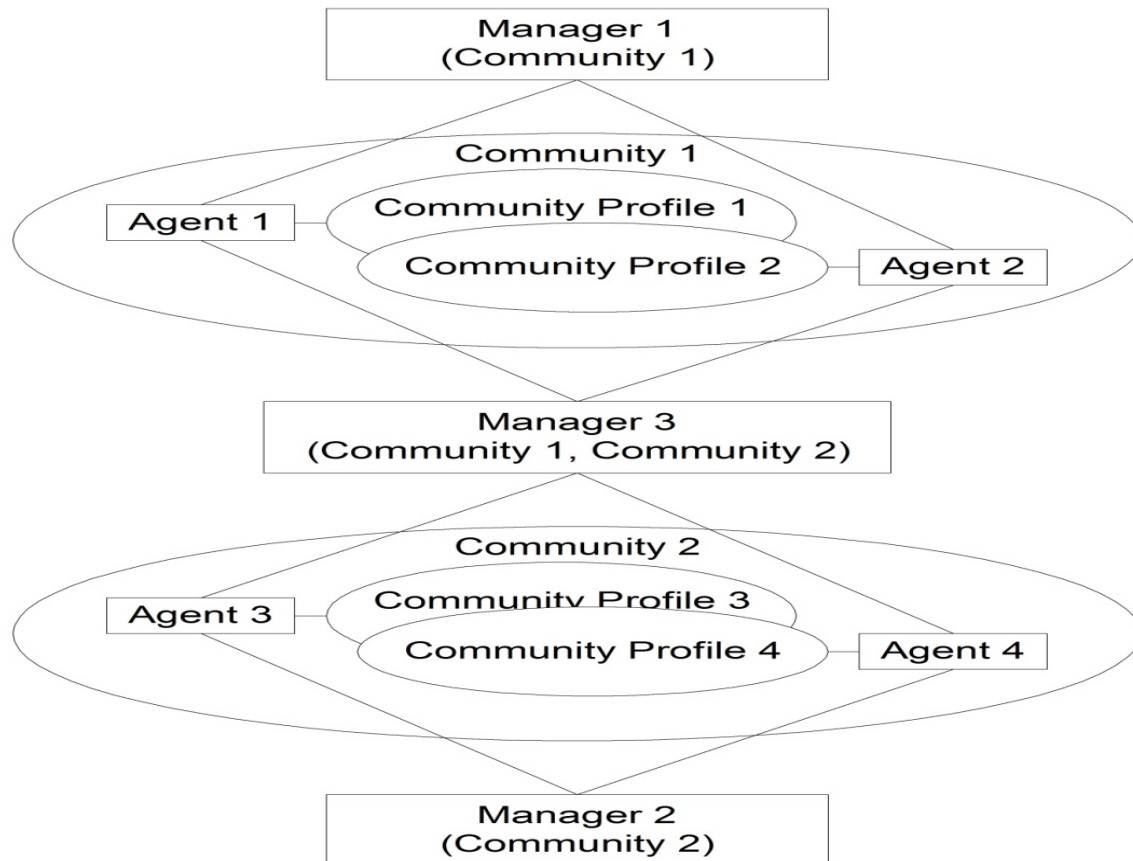 Manager 1
(Community 1)
Community 1
Community Profile 1
Agent 1
Community Profile 2
Agent 2
Manager 3
(Community 1, Community 2)
Community 2
Community Profile 3
Agent 3
Community Profile 4
Agent 4
Manager 2
(Community 2)